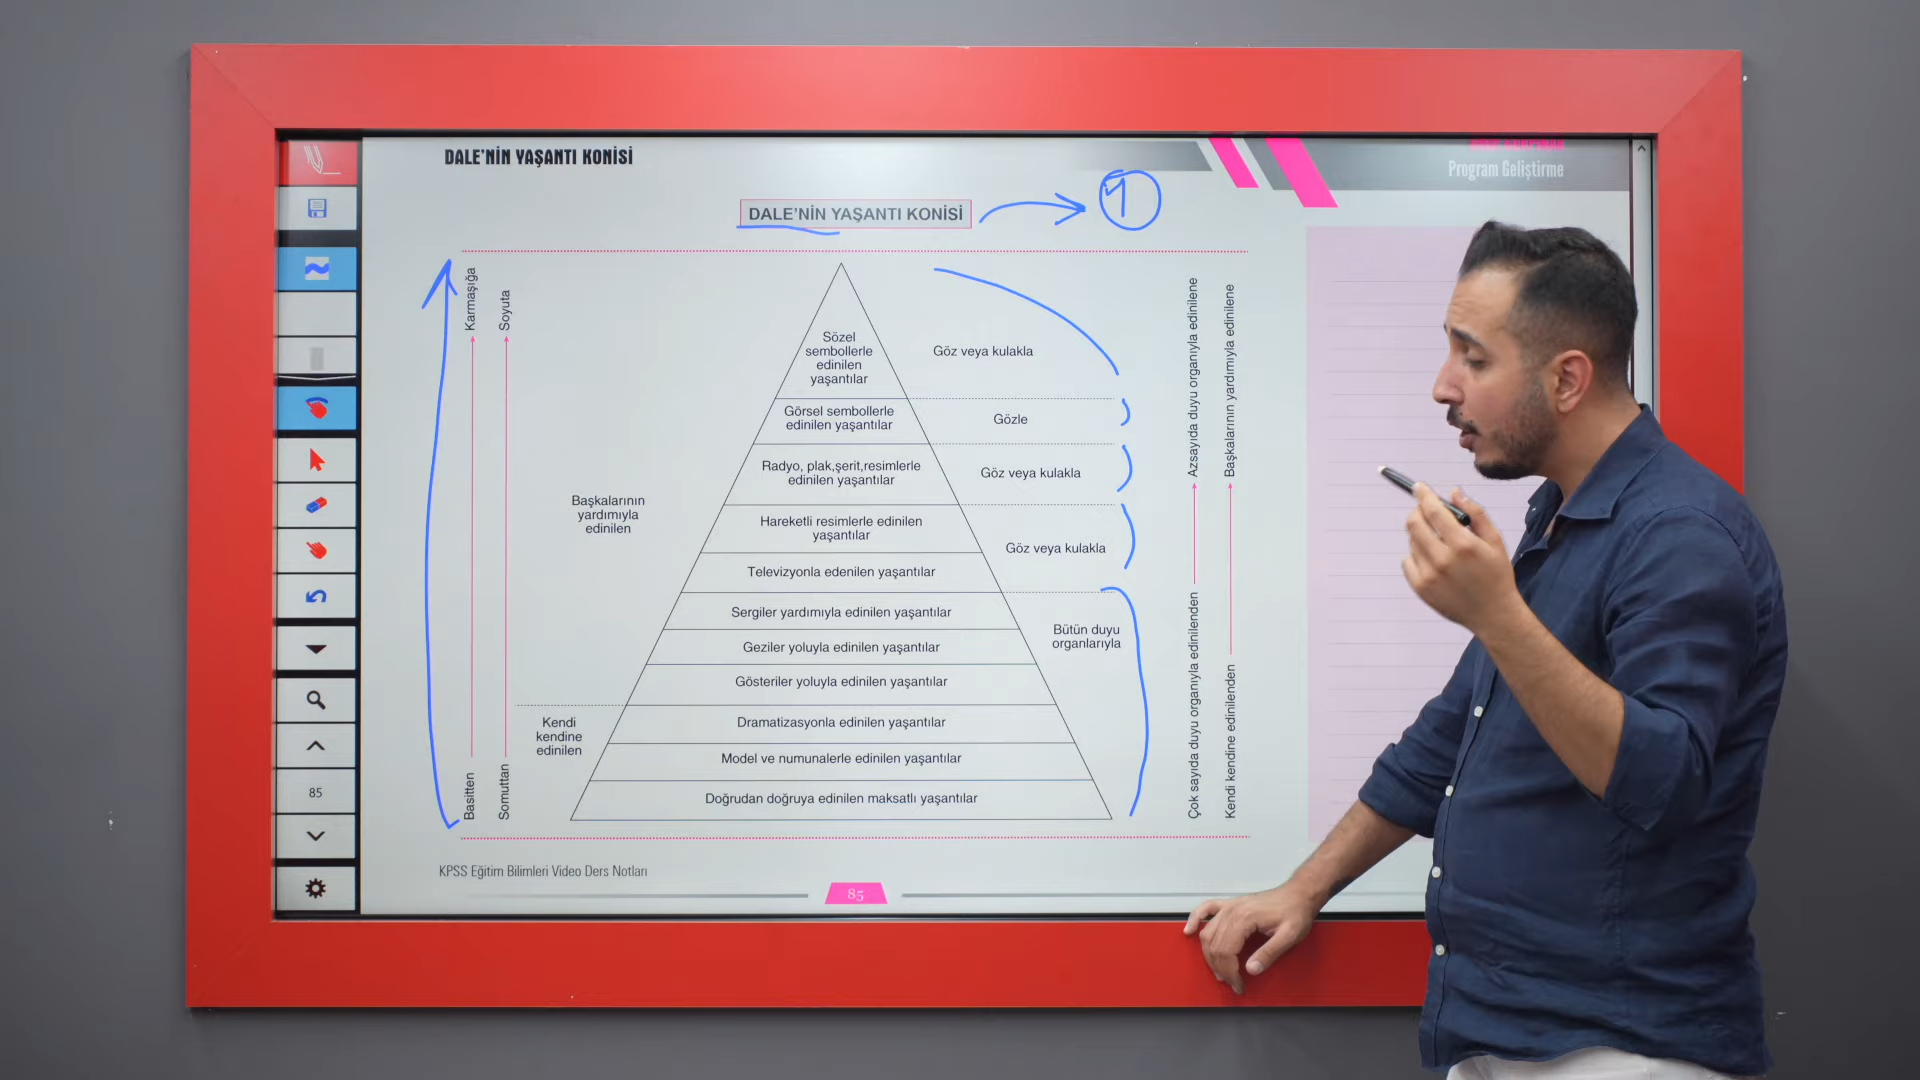 DALE'NİN YAŞANTI KONİSİ
Program Geliştirme
DALE'NİN YAŞANTI KONİSİ
1
Karmaşığa
Soyuta
Basitten
Somuttan
Başkalarının
yardımıyla
edinilen
Kendi
kendine
edinilen
Sözel
sembollerle
edinilen
yaşantılar
Görsel sembollerle
edinilen yaşantılar
Radyo, plak,şerit,resimlerle
edinilen yaşantılar
Hareketli resimlerle edinilen
yaşantılar
Televizyonla edenilen yaşantılar
Sergiler yardımıyla edinilen yaşantılar
Geziler yoluyla edinilen yaşantılar
Gösteriler yoluyla edinilen yaşantılar
Dramatizasyonla edinilen yaşantılar
Model ve numunalerle edinilen yaşantılar
Doğrudan doğruya edinilen maksatlı yaşantılar
Göz veya kulakla
Gözle
Göz veya kulakla
Göz veya kulakla
Bütün duyu
organlarıyla
Azsayıda duyu organıyla edinilene
Çok sayıda duyu organıyla edinilenden
Başkalarının yardımıyla edinilene
Kendi kendine edinilenden
85
KPSS Eğitim Bilimleri Video Ders Notları
85